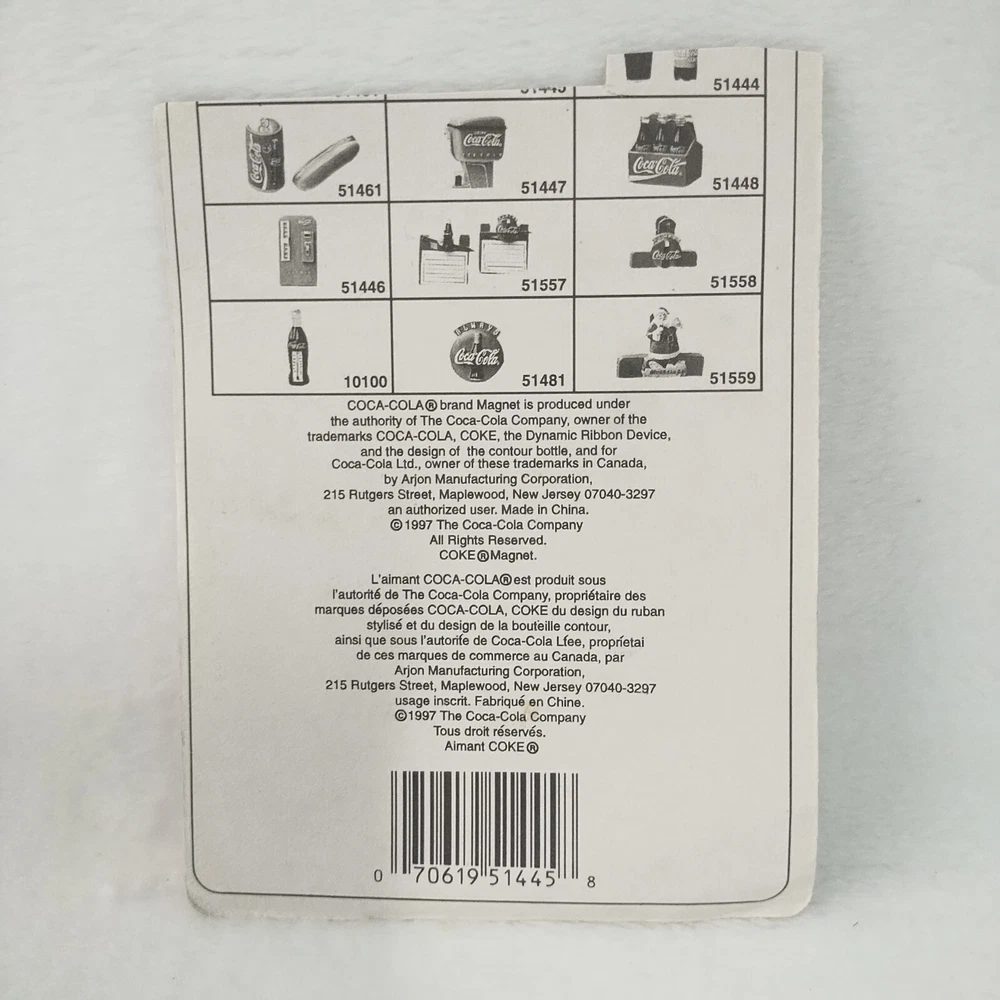 51444
51461
51447
51448
51446
51557
51558
10100
ALWAYS
Coca-Cola
51481
51559
COCA-COLA® brand Magnet is produced under
the authority of The Coca-Cola Company, owner of the
trademarks COCA-COLA, COKE, the Dynamic Ribbon Device,
and the design of the contour bottle, and for
Coca-Cola Ltd., owner of these trademarks in Canada,
by Arjon Manufacturing Corporation,
215 Rutgers Street, Maplewood, New Jersey 07040-3297
an authorized user. Made in China.
© 1997 The Coca-Cola Company
All Rights Reserved.
COKE® Magnet.
L'aimant COCA-COLA® est produit sous
l'autorité de The Coca-Cola Company, propriétaire des
marques déposées COCA-COLA, COKE du design du ruban
stylisé et du design de la bouteille contour,
ainsi que sous l'autorife de Coca-Cola Lfee, propríetai
de ces marques de commerce au Canada, par
Arjon Manufacturing Corporation,
215 Rutgers Street, Maplewood, New Jersey 07040-3297
usage inscrit. Fabriqué en Chine.
© 1997 The Coca-Cola Company
Tous droit réservés.
Aimant COKE®
0 70619 51445 8